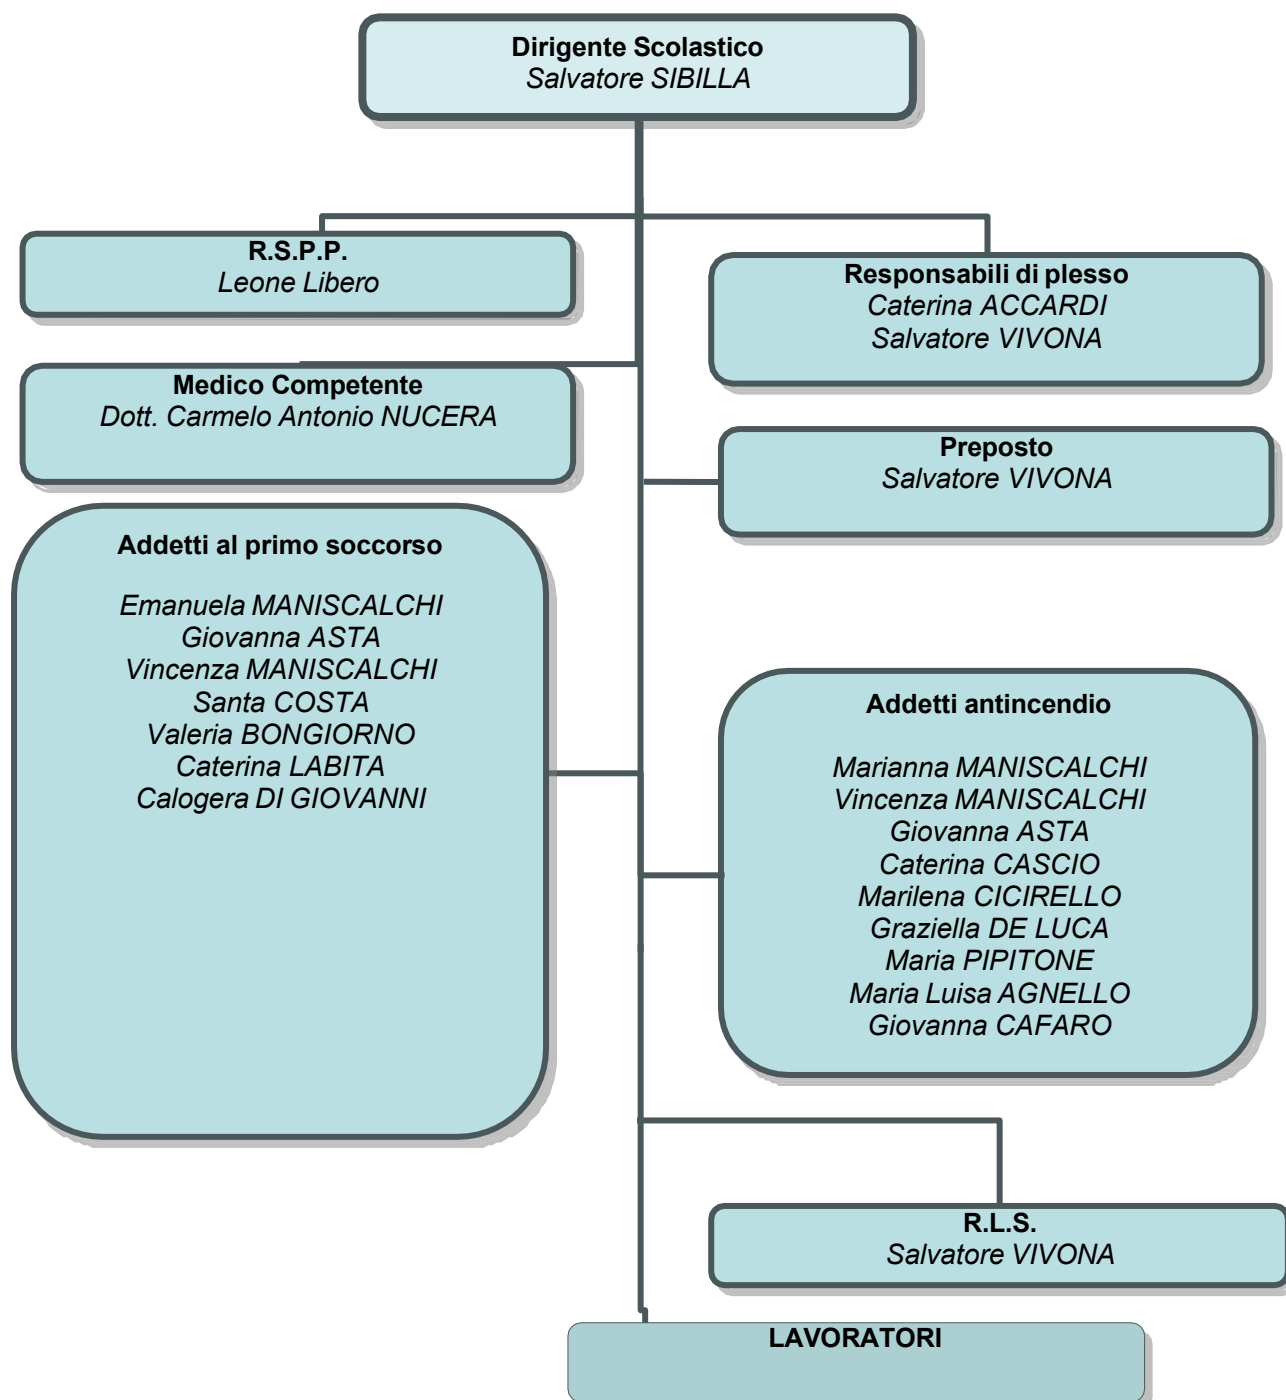 Dirigente Scolastico
Salvatore SIBILLA
R.S.P.P.
Leone Libero
Responsabili di plesso
Caterina ACCARDI
Salvatore VIVONA
Medico Competente
Dott. Carmelo Antonio NUCERA
Preposto
Salvatore VIVONA
Addetti al primo soccorso
Emanuela MANISCALCHI
Giovanna ASTA
Vincenza MANISCALCHI
Santa COSTA
Valeria BONGIORNO
Caterina LABITA
Calogera DI GIOVANNI
Addetti antincendio
Marianna MANISCALCHI
Vincenza MANISCALCHI
Giovanna ASTA
Caterina CASCIO
Marilena CICIRELLO
Graziella DE LUCA
Maria PIPITONE
Maria Luisa AGNELLO
Giovanna CAFARO
R.L.S.
Salvatore VIVONA
LAVORATORI